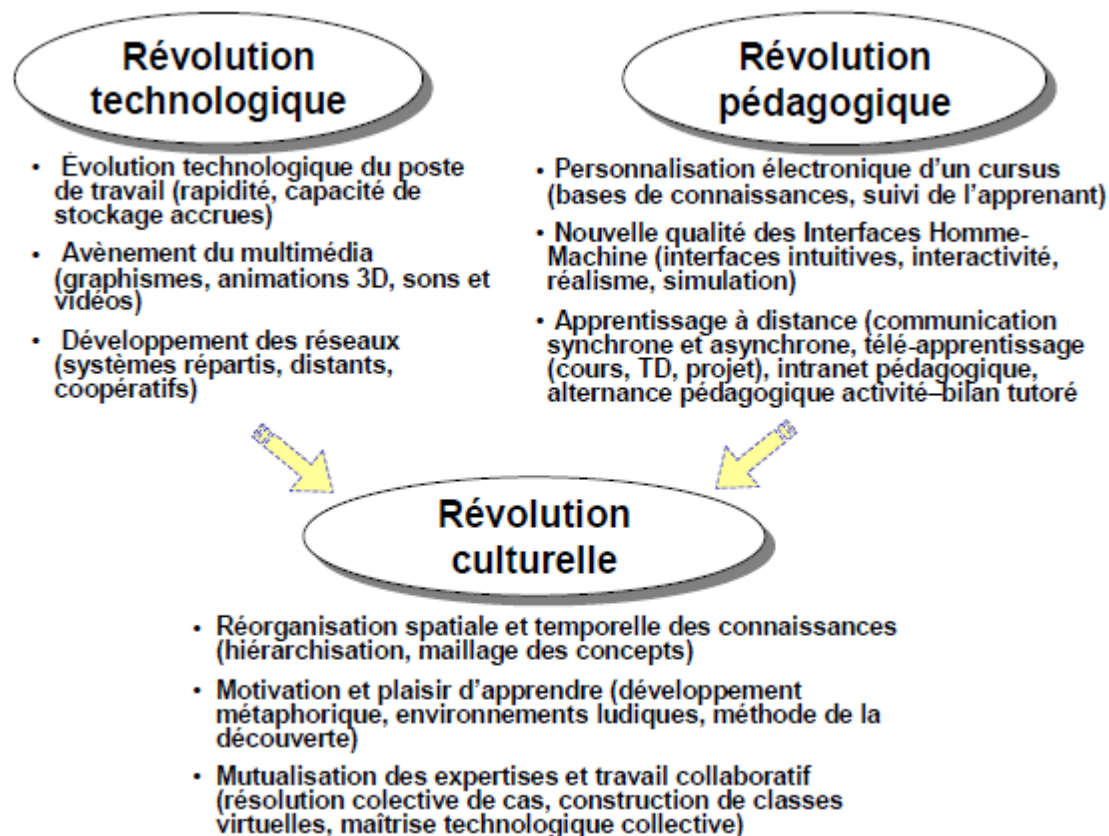 Révolution
technologique
• Évolution technologique du poste
de travail (rapidité, capacité de
stockage accrues)
• Avènement du multimédia
(graphismes, animations 3D, sons et
vidéos)
• Développement des réseaux
(systèmes répartis, distants,
coopératifs)
Révolution
pédagogique
• Personnalisation électronique d’un cursus
(bases de connaissances, suivi de l’apprenant)
• Nouvelle qualité des Interfaces Homme-
Machine (interfaces intuitives, interactivité,
réalisme, simulation)
• Apprentissage à distance (communication
synchrone et asynchrone, télé-apprentissage
(cours, TD, projet), intranet pédagogique,
alternance pédagogique activité–bilan tutoré
Révolution
culturelle
• Réorganisation spatiale et temporelle des connaissances
(hiérarchisation, maillage des concepts)
• Motivation et plaisir d’apprendre (développement
métaphorique, environnements ludiques, méthode de la
découverte)
• Mutualisation des expertises et travail collaboratif
(résolution colective de cas, construction de classes
virtuelles, maîtrise technologique collective)